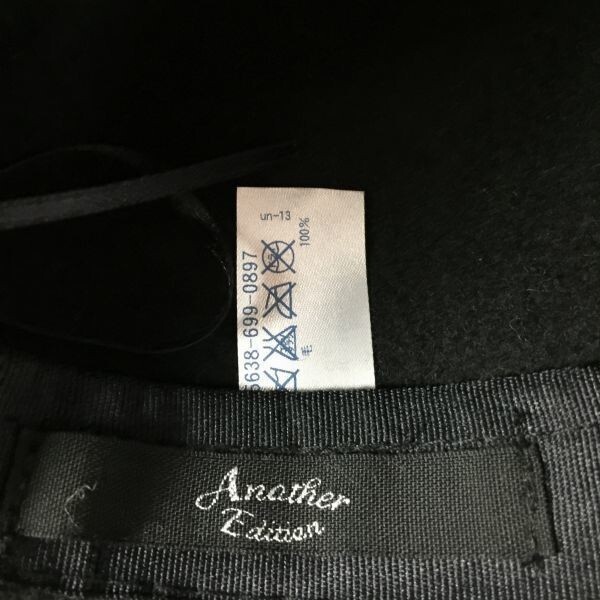 un-13
5638-699-0897
毛 100%
Another
Edition